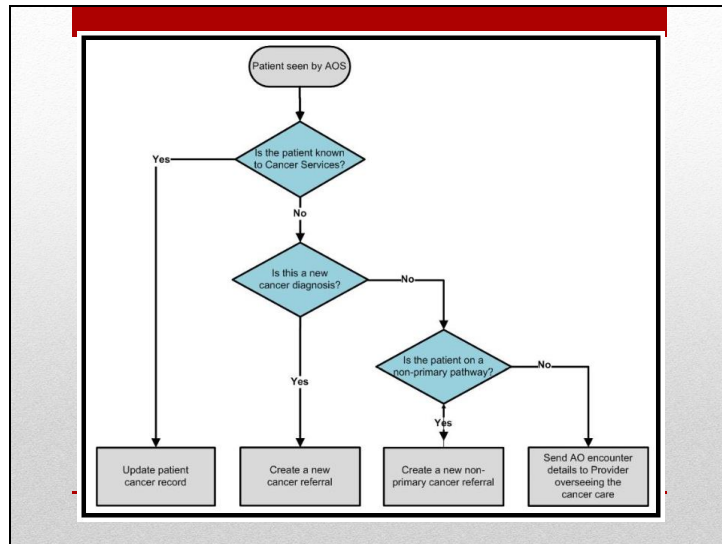 Patient seen by AOS
Is the patient known
to Cancer Services?
Yes
No
Is this a new
cancer diagnosis?
No
Is the patient on a
non-primary pathway?
No
Yes
Yes
Update patient
cancer record
Create a new
cancer referral
Create a new non-
primary cancer referral
Send AO encounter
details to Provider
overseeing the
cancer care